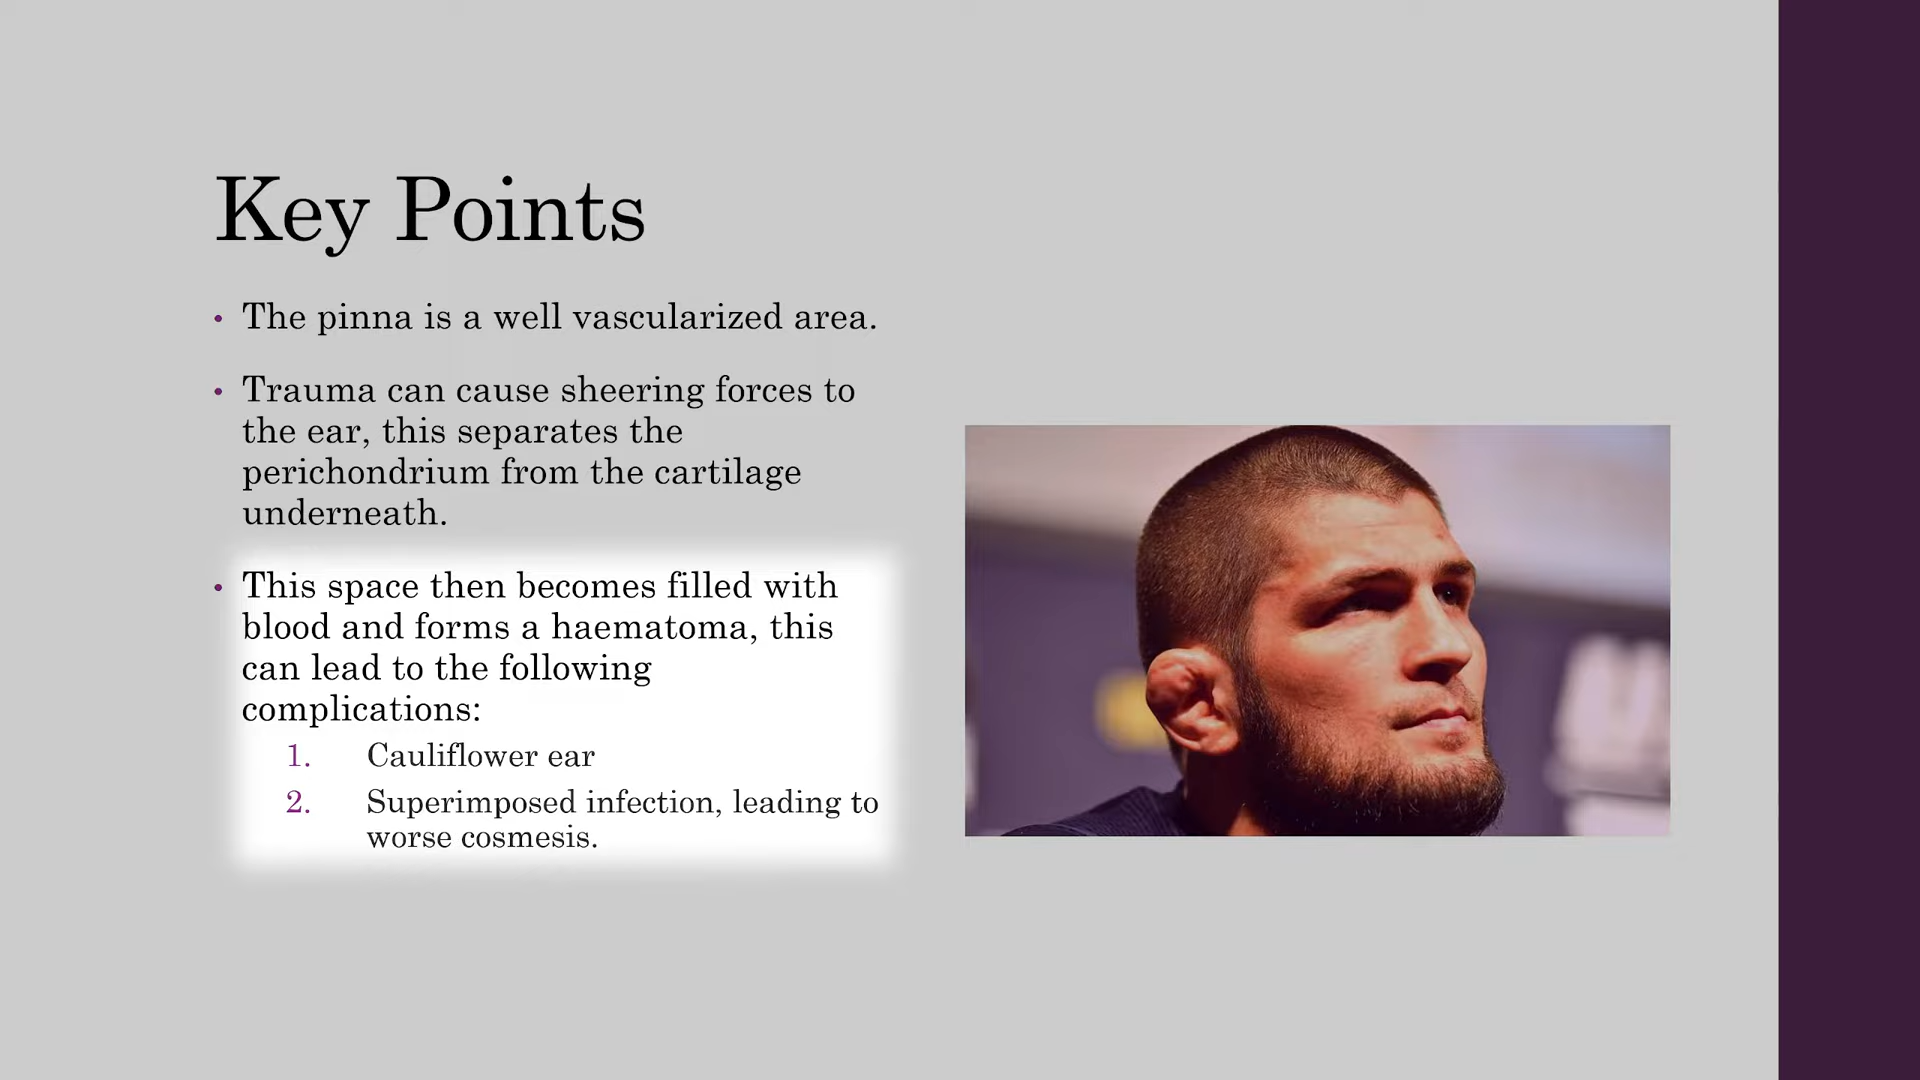 Key Points
• The pinna is a well vascularized area.
• Trauma can cause sheering forces to
the ear, this separates the
perichondrium from the cartilage
underneath.
• This space then becomes filled with
blood and forms a haematoma, this
can lead to the following
complications:
1. Cauliflower ear
2. Superimposed infection, leading to
worse cosmesis.